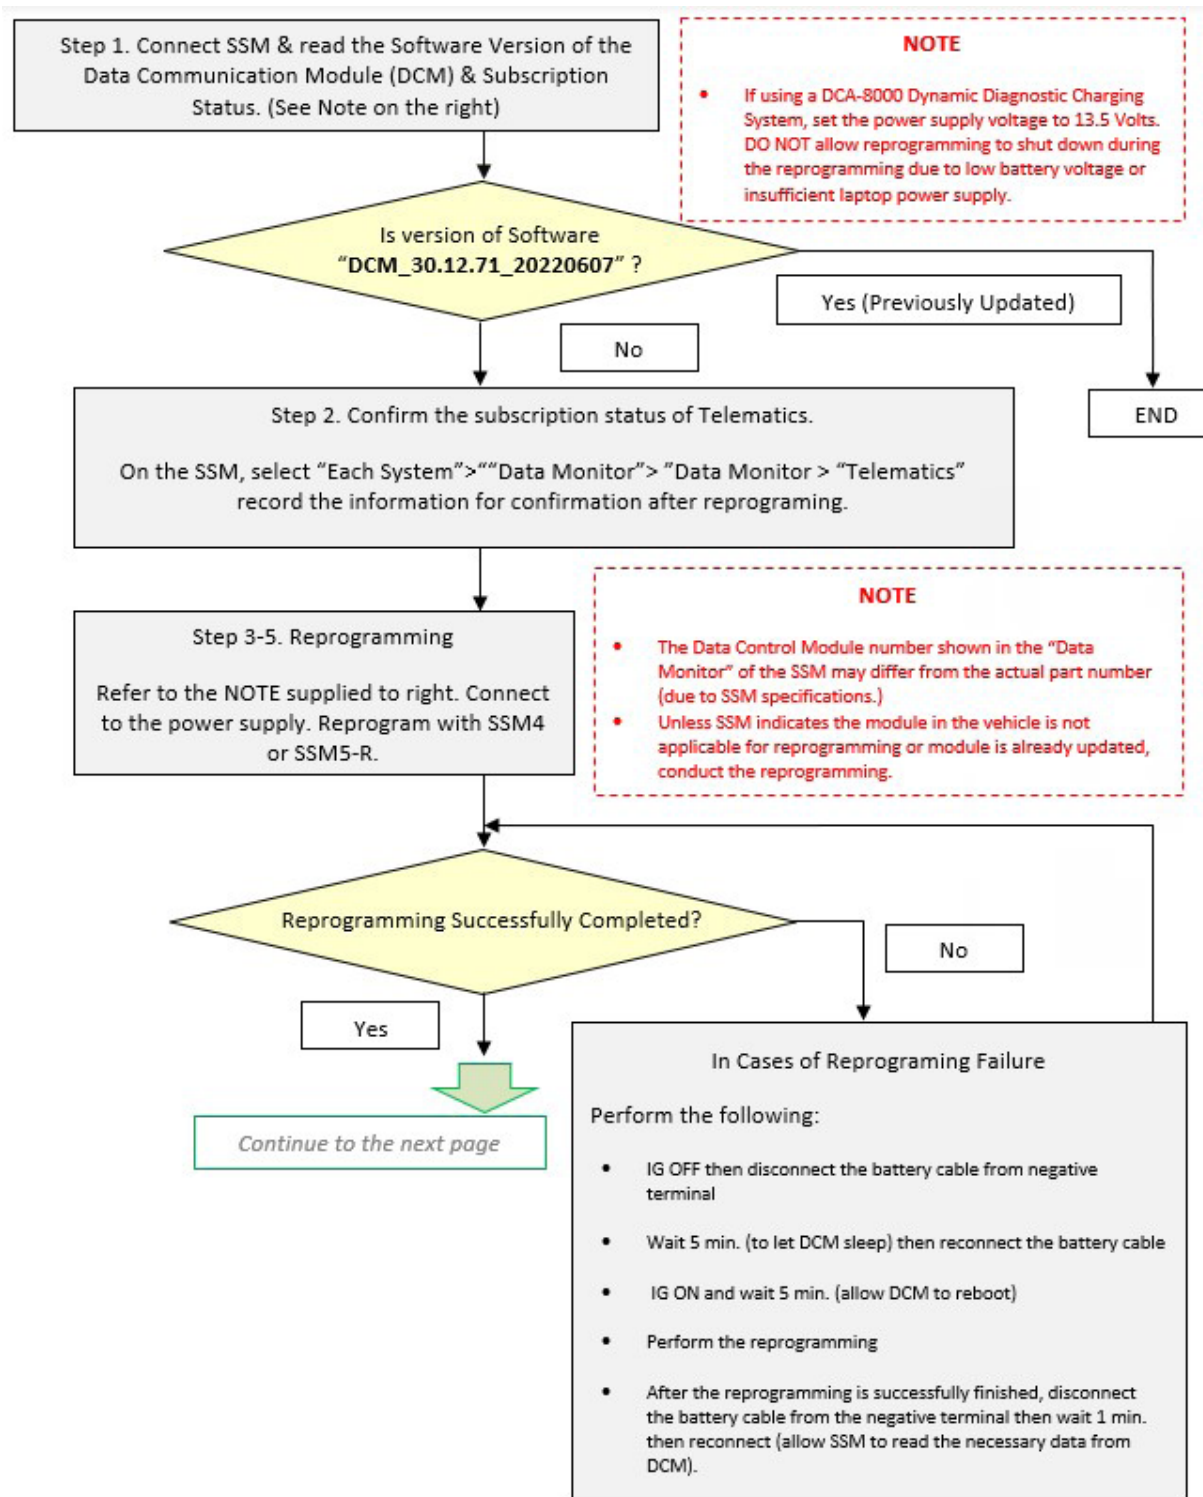 Step 1. Connect SSM & read the Software Version of the
Data Communication Module (DCM) & Subscription
Status. (See Note on the right)
NOTE
• If using a DCA-8000 Dynamic Diagnostic Charging
System, set the power supply voltage to 13.5 Volts.
DO NOT allow reprogramming to shut down during
the reprogramming due to low battery voltage or
insufficient laptop power supply.
Is version of Software
“DCM_30.12.71_20220607” ?
Yes (Previously Updated)
No
END
Step 2. Confirm the subscription status of Telematics.
On the SSM, select “Each System”>““Data Monitor”> ”Data Monitor > “Telematics”
record the information for confirmation after reprograming.
NOTE
• The Data Control Module number shown in the “Data
Monitor” of the SSM may differ from the actual part number
(due to SSM specifications.)
• Unless SSM indicates the module in the vehicle is not
applicable for reprogramming or module is already updated,
conduct the reprogramming.
Step 3-5. Reprogramming
Refer to the NOTE supplied to right. Connect
to the power supply. Reprogram with SSM4
or SSM5-R.
Reprogramming Successfully Completed?
No
Yes
Continue to the next page
In Cases of Reprograming Failure
Perform the following:
• IG OFF then disconnect the battery cable from negative
terminal
• Wait 5 min. (to let DCM sleep) then reconnect the battery cable
• IG ON and wait 5 min. (allow DCM to reboot)
• Perform the reprogramming
• After the reprogramming is successfully finished, disconnect
the battery cable from the negative terminal then wait 1 min.
then reconnect (allow SSM to read the necessary data from
DCM).